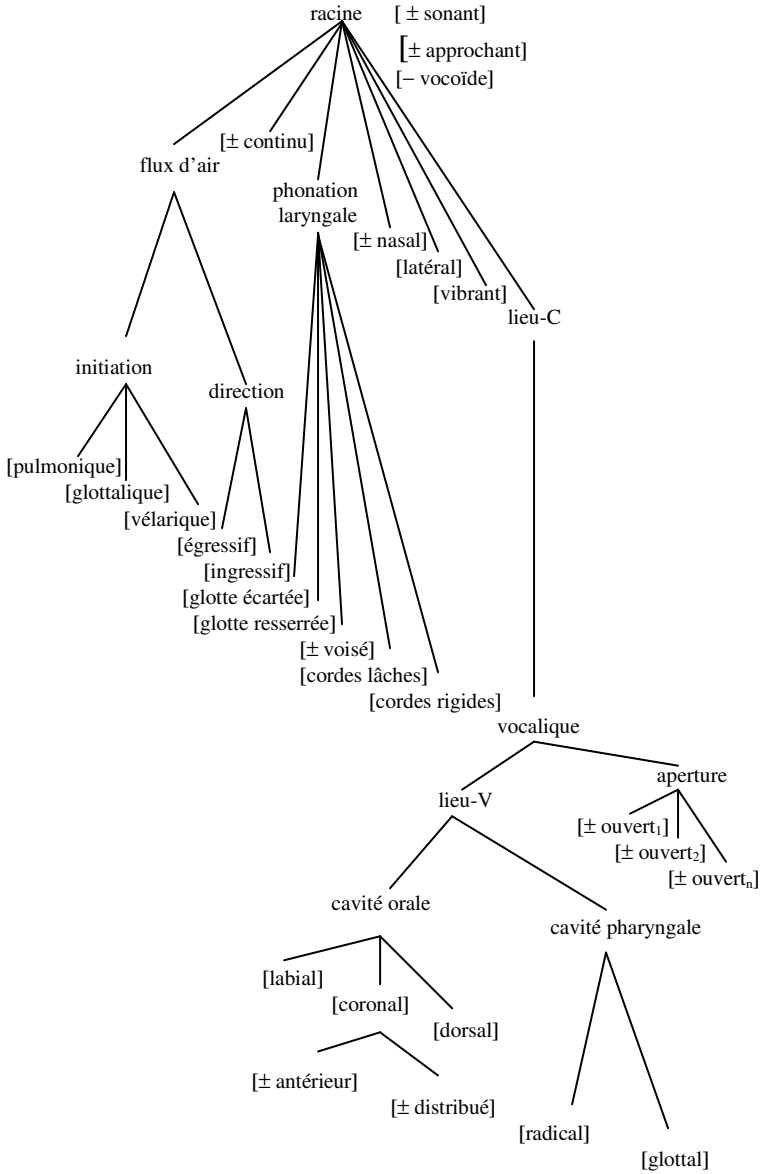 racine [ ± sonant]
[± approchant]
[– vocoïde]
[± continu]
flux d'air
phonation
laryngale
[± nasal]
[latéral]
[vibrant]
lieu-C
initiation
direction
[pulmonique]
[glottalique]
[vélarique]
[égressif]
[ingressif]
[glotte écartée]
[glotte resserrée]
[± voisé]
[cordes lâches]
[cordes rigides]
vocalique
aperture
lieu-V
[± ouvert₁]
[± ouvert₂]
[± ouvertₙ]
cavité orale
cavité pharyngale
[labial]
[coronal]
[dorsal]
[± antérieur]
[± distribué]
[radical]
[glottal]